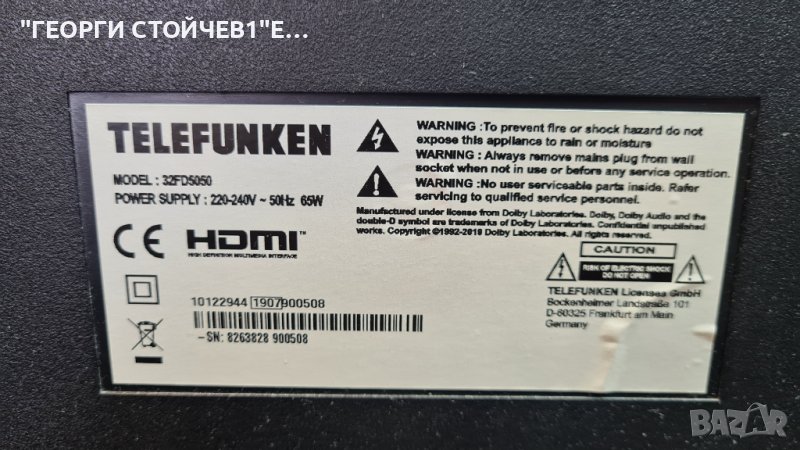 "ГЕОРГИ СТОЙЧЕВ1"Е...
TELEFUNKEN
MODEL : 32FD5050
POWER SUPPLY : 220-240V ~ 50Hz 65W
CE HDMI™
HIGH DEFINITION MULTIMEDIA INTERFACE
10122944 1907900508
-SN: 8263828 900508
WARNING :To prevent fire or shock hazard do not
expose this appliance to rain or moisture
WARNING: Always remove mains plug from wall
socket when not in use or before any service operation.
WARNING: No user serviceable parts inside. Refer
servicing to qualified service personnel.
Manufactured under license from Dolby Laboratories. Dolby, Dolby Audio and the
double-D symbol are trademarks of Dolby Laboratories. Confidential unpublished
works. Copyright ©1992-2019 Dolby Laboratories. All rights reserved.
CAUTION
RISK OF ELECTRIC SHOCK
DO NOT OPEN
TELEFUNKEN Licenses GmbH
Bockenheimer Landstraße 101
D-60325 Frankfurt am Main
Germany
BAZAR